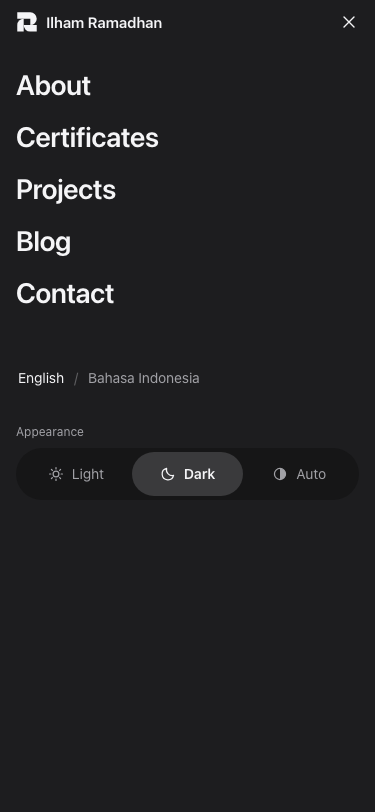 Ilham Ramadhan
About
Certificates
Projects
Blog
Contact
English / Bahasa Indonesia
Appearance
Light Dark Auto